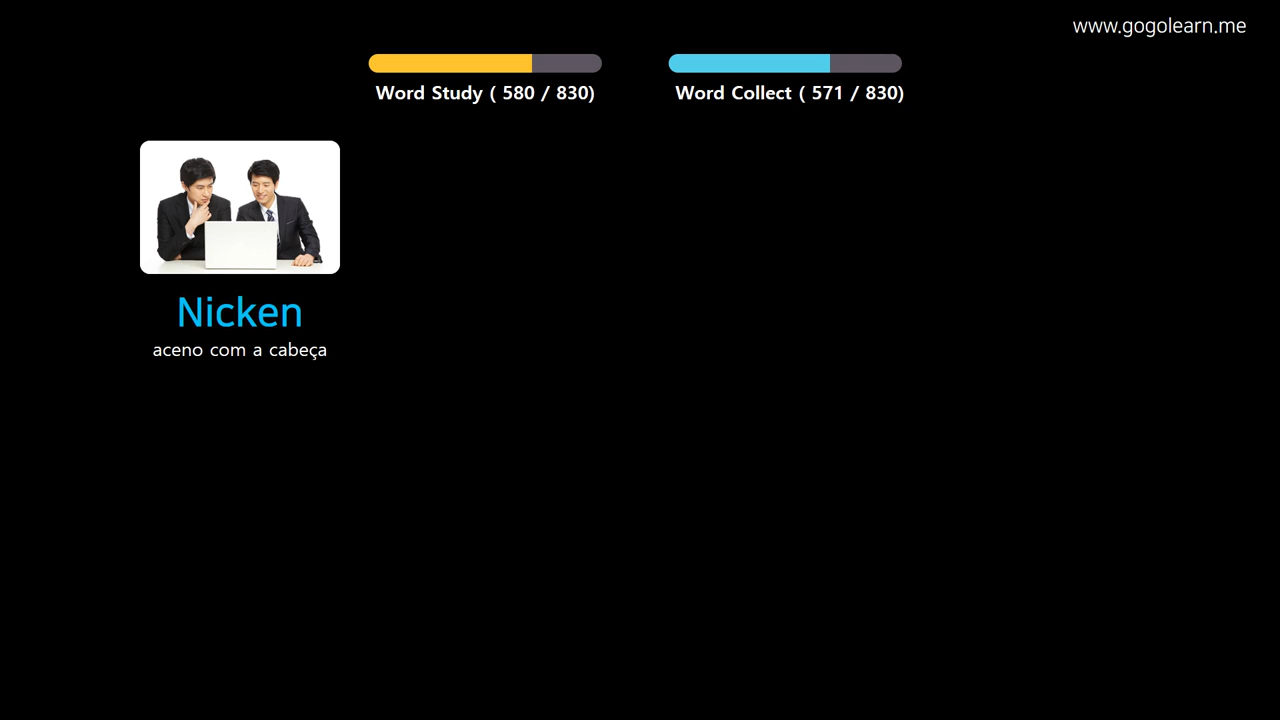 www.gogolearn.me
Word Study ( 580 / 830)
Word Collect ( 571 / 830)
Nicken
aceno com a cabeça